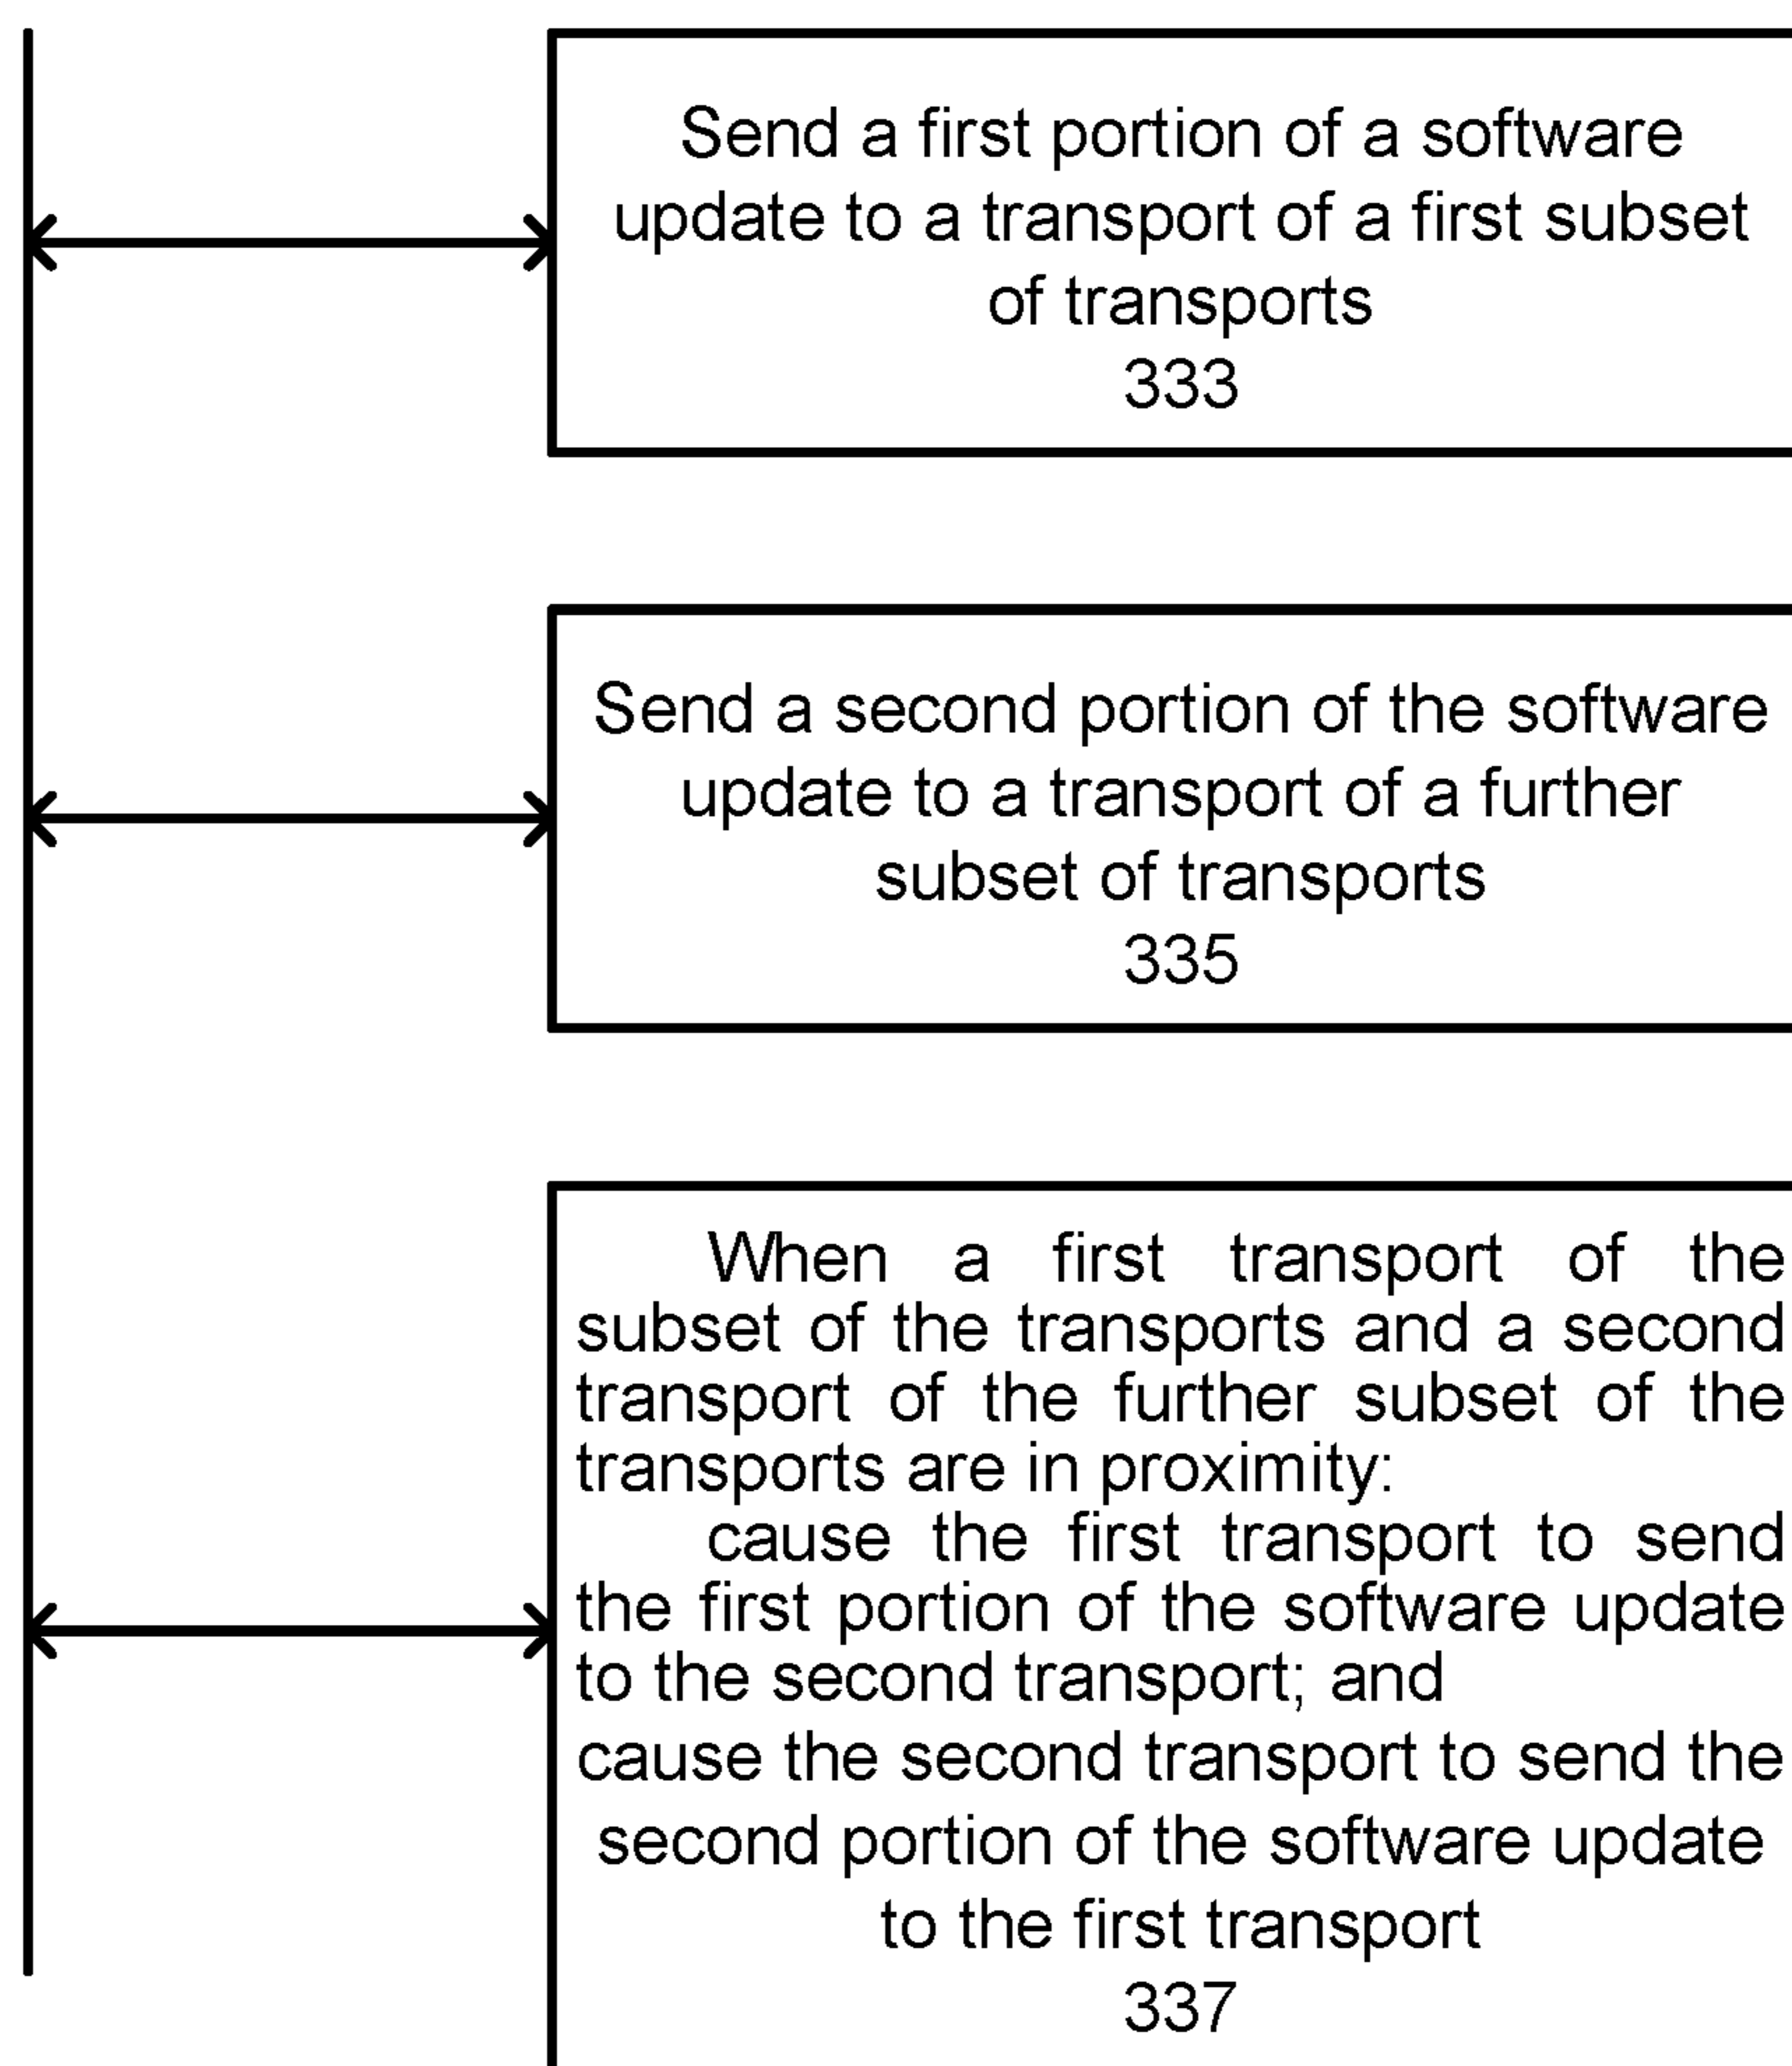 Send a first portion of a software
update to a transport of a first subset
of transports
333
Send a second portion of the software
update to a transport of a further
subset of transports
335
When a first transport of the
subset of the transports and a second
transport of the further subset of the
transports are in proximity:
cause the first transport to send
the first portion of the software update
to the second transport; and
cause the second transport to send the
second portion of the software update
to the first transport
337